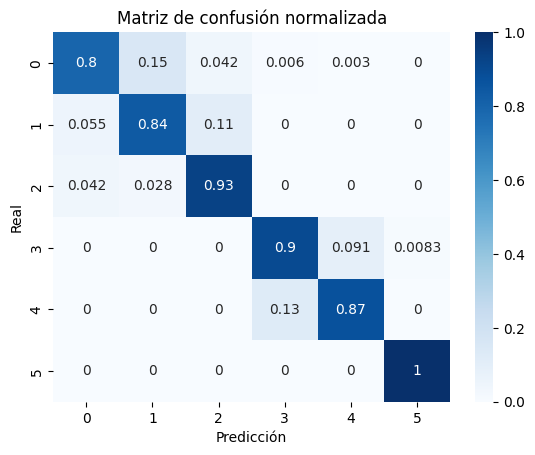 Matriz de confusión normalizada
1.0
0 0.8 0.15 0.042 0.006 0.003 0
1 0.055 0.84 0.11 0 0 0
0.8
2 0.042 0.028 0.93 0 0 0
0.6
Real
3 0 0 0 0.9 0.091 0.0083
0.4
4 0 0 0 0.13 0.87 0
0.2
5 0 0 0 0 0 1
0.0
0 1 2 3 4 5
Predicción